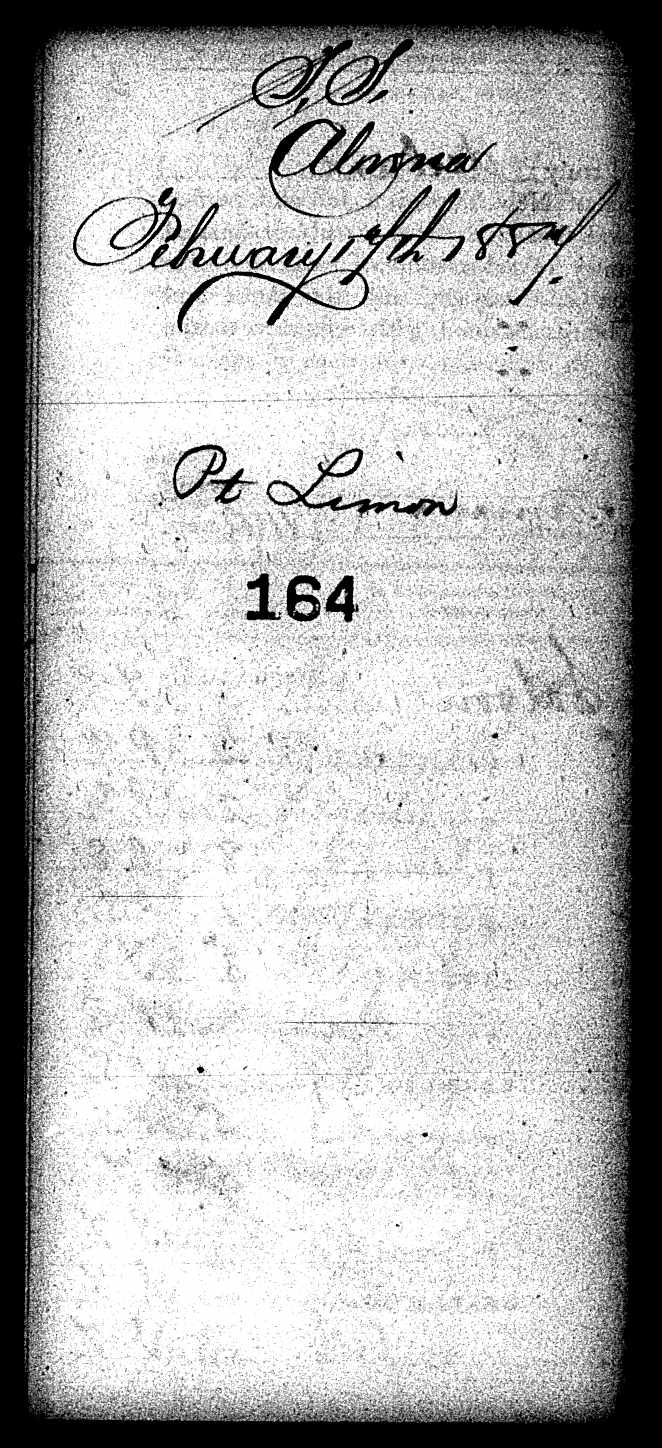 S.S.
Alvena
February 17th 1887.
Pt Limon
164